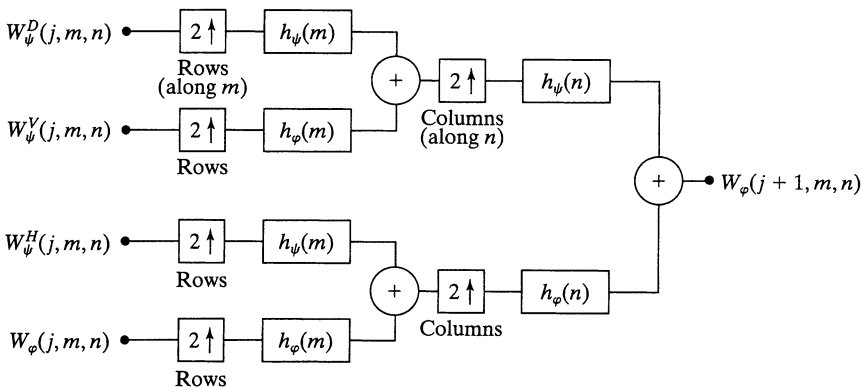 W_ψ^D(j, m, n)
2↑
h_ψ(m)
Rows
(along m)
+
2↑
h_ψ(n)
Columns
(along n)
W_ψ^V(j, m, n)
2↑
h_φ(m)
Rows
+
W_φ(j + 1, m, n)
W_ψ^H(j, m, n)
2↑
h_ψ(m)
Rows
+
2↑
h_φ(n)
Columns
W_φ(j, m, n)
2↑
h_φ(m)
Rows